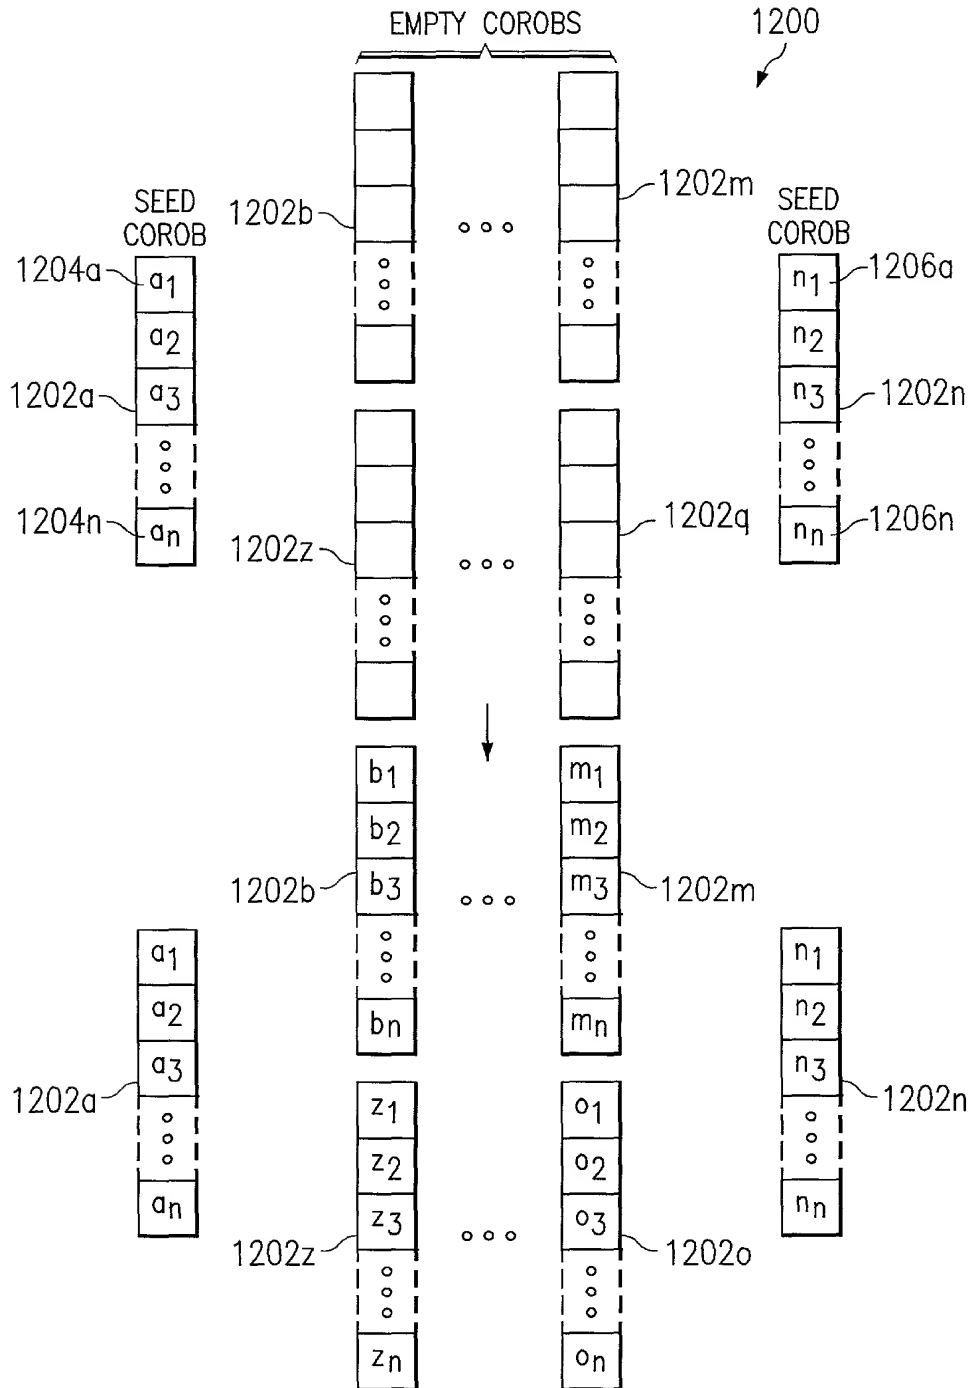 EMPTY COROBS
1200
1202b
1202m
SEED
COROB
SEED
COROB
1204a
a1
n1
1206a
a2
n2
1202a
a3
n3
1202n
1204n
an
nn
1206n
1202z
1202q
b1
m1
b2
m2
1202b
b3
m3
1202m
bn
mn
a1
n1
a2
n2
1202a
a3
n3
1202n
an
nn
z1
o1
z2
o2
1202z
z3
o3
1202o
zn
on